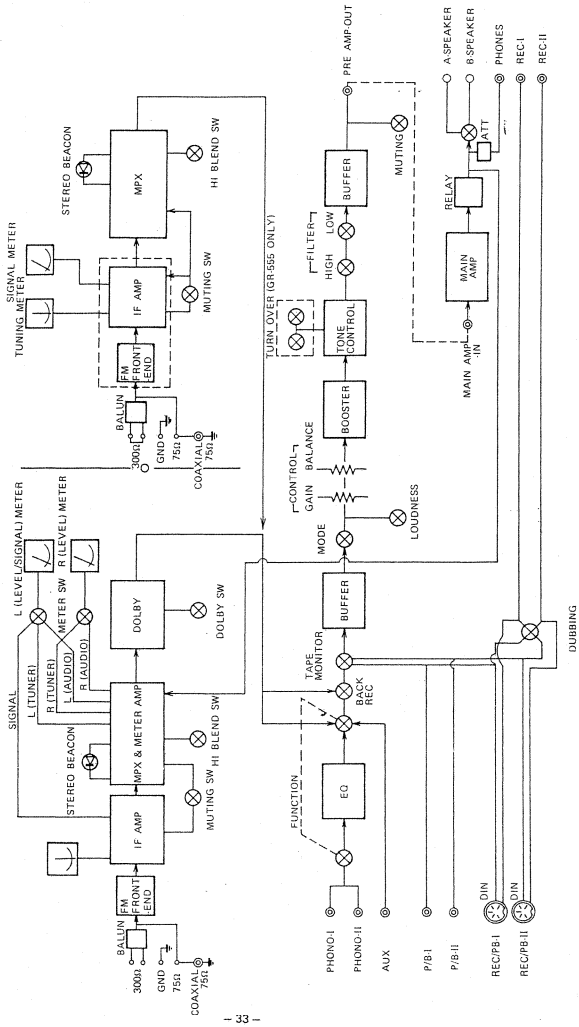 SIGNAL METER
TUNING METER
STEREO BEACON
BALUN
300Ω
GND
75Ω
COAXIAL 75Ω
FM FRONT END
IF AMP
MPX
MUTING SW
HI BLEND SW
L (LEVEL/SIGNAL) METER
R (LEVEL) METER
METER SW
SIGNAL
L (TUNER)
R (TUNER)
L (AUDIO)
R (AUDIO)
STEREO BEACON
BALUN
300Ω
GND
75Ω
COAXIAL 75Ω
FM FRONT END
IF AMP
MPX & METER AMP
DOLBY
MUTING SW
HI BLEND SW
DOLBY SW
TURN OVER (GR-555 ONLY)
FUNCTION
EQ
BACK REC
TAPE MONITOR
BUFFER
MODE
LOUDNESS
CONTROL
GAIN BALANCE
BOOSTER
TONE CONTROL
FILTER
HIGH LOW
BUFFER
MUTING
PRE AMP-OUT
PHONO-I
PHONO-II
AUX
P/B-I
P/B-II
REC/PB-I
DIN
REC/PB-II
DIN
DUBBING
MAIN AMP -IN
MAIN AMP
RELAY
ATT
A-SPEAKER
B-SPEAKER
PHONES
REC-I
REC-II
– 33 –